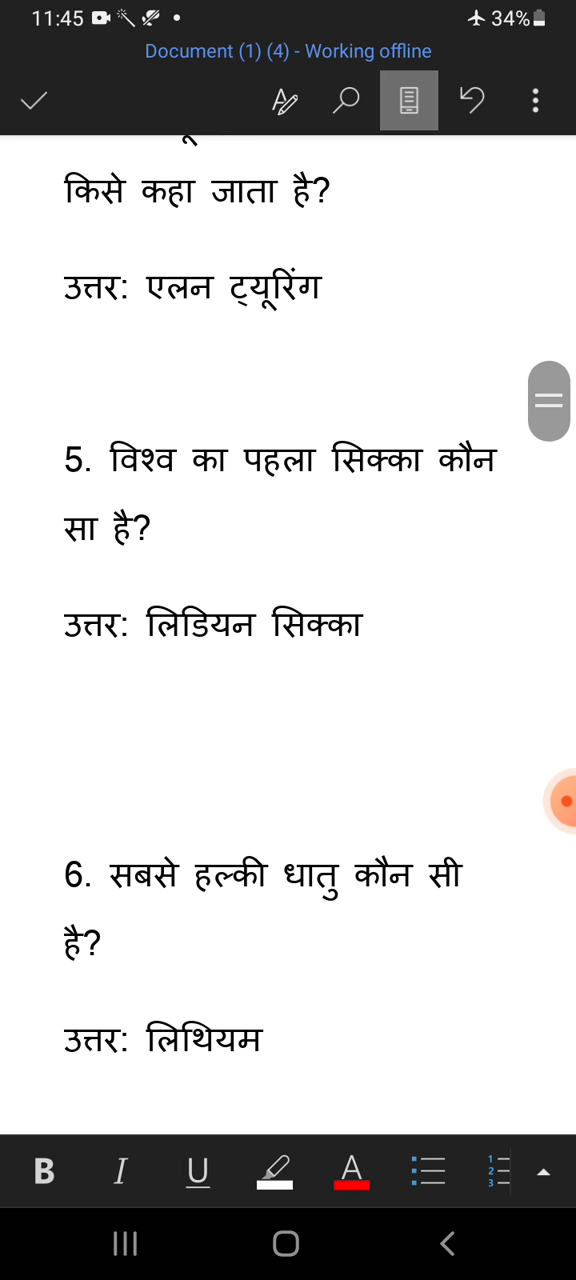 11:45
34%
Document (1) (4) - Working offline
किसे कहा जाता है?
उत्तर: एलन ट्यूरिंग
5. विश्व का पहला सिक्का कौन
सा है?
उत्तर: लिडियन सिक्का
6. सबसे हल्की धातु कौन सी
है?
उत्तर: लिथियम
B I U A